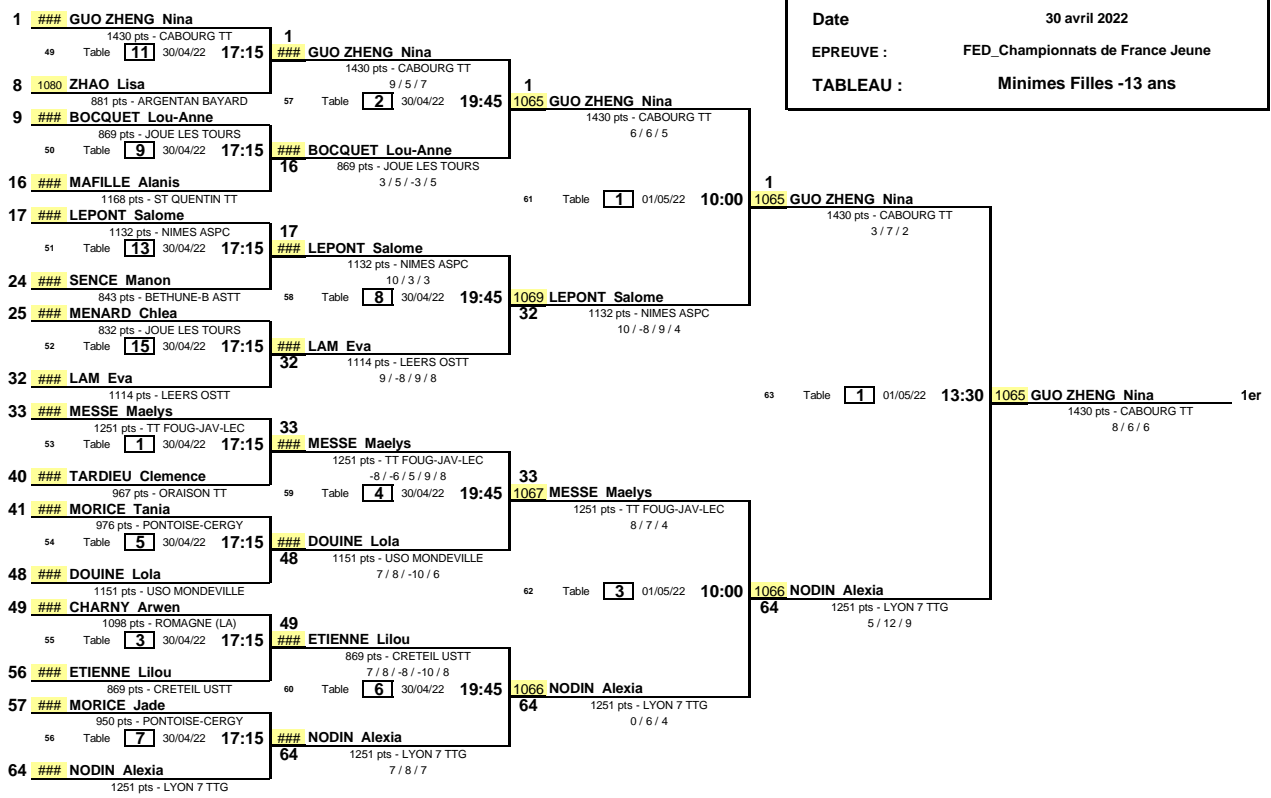 Date 30 avril 2022
EPREUVE : FED_Championnats de France Jeune
TABLEAU : Minimes Filles -13 ans
1 ### GUO ZHENG Nina
1430 pts - CABOURG TT
49 Table 11 30/04/22 17:15
8 1080 ZHAO Lisa
881 pts - ARGENTAN BAYARD
9 ### BOCQUET Lou-Anne
869 pts - JOUE LES TOURS
50 Table 9 30/04/22 17:15
16 ### MAFILLE Alanis
1168 pts - ST QUENTIN TT
17 ### LEPONT Salome
1132 pts - NIMES ASPC
51 Table 13 30/04/22 17:15
24 ### SENCE Manon
843 pts - BETHUNE-B ASTT
25 ### MENARD Chlea
832 pts - JOUE LES TOURS
52 Table 15 30/04/22 17:15
32 ### LAM Eva
1114 pts - LEERS OSTT
33 ### MESSE Maelys
1251 pts - TT FOUG-JAV-LEC
53 Table 1 30/04/22 17:15
40 ### TARDIEU Clemence
967 pts - ORAISON TT
41 ### MORICE Tania
976 pts - PONTOISE-CERGY
54 Table 5 30/04/22 17:15
48 ### DOUINE Lola
1151 pts - USO MONDEVILLE
49 ### CHARNY Arwen
1098 pts - ROMAGNE (LA)
55 Table 3 30/04/22 17:15
56 ### ETIENNE Lilou
869 pts - CRETEIL USTT
57 ### MORICE Jade
950 pts - PONTOISE-CERGY
56 Table 7 30/04/22 17:15
64 ### NODIN Alexia
1251 pts - LYON 7 TTG
1
### GUO ZHENG Nina
1430 pts - CABOURG TT
9 / 5 / 7
57 Table 2 30/04/22 19:45
### BOCQUET Lou-Anne
16 869 pts - JOUE LES TOURS
3 / 5 / -3 / 5
17
### LEPONT Salome
1132 pts - NIMES ASPC
10 / 3 / 3
58 Table 8 30/04/22 19:45
### LAM Eva
32 1114 pts - LEERS OSTT
9 / -8 / 9 / 8
33
### MESSE Maelys
1251 pts - TT FOUG-JAV-LEC
-8 / -6 / 5 / 9 / 8
59 Table 4 30/04/22 19:45
### DOUINE Lola
48 1151 pts - USO MONDEVILLE
7 / 8 / -10 / 6
49
### ETIENNE Lilou
869 pts - CRETEIL USTT
7 / 8 / -8 / -10 / 8
60 Table 6 30/04/22 19:45
### NODIN Alexia
64 1251 pts - LYON 7 TTG
7 / 8 / 7
1
1065 GUO ZHENG Nina
1430 pts - CABOURG TT
6 / 6 / 5
61 Table 1 01/05/22 10:00
1069 LEPONT Salome
32 1132 pts - NIMES ASPC
10 / -8 / 9 / 4
33
1067 MESSE Maelys
1251 pts - TT FOUG-JAV-LEC
8 / 7 / 4
62 Table 3 01/05/22 10:00
1066 NODIN Alexia
64 1251 pts - LYON 7 TTG
0 / 6 / 4
1
1065 GUO ZHENG Nina
1430 pts - CABOURG TT
3 / 7 / 2
63 Table 1 01/05/22 13:30
1066 NODIN Alexia
64 1251 pts - LYON 7 TTG
5 / 12 / 9
1065 GUO ZHENG Nina 1er
1430 pts - CABOURG TT
8 / 6 / 6